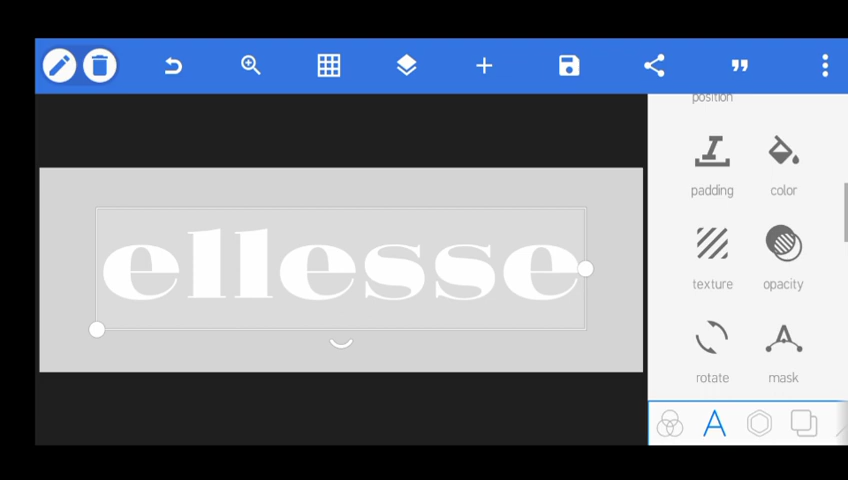 position
ellesse
padding color
texture opacity
rotate mask